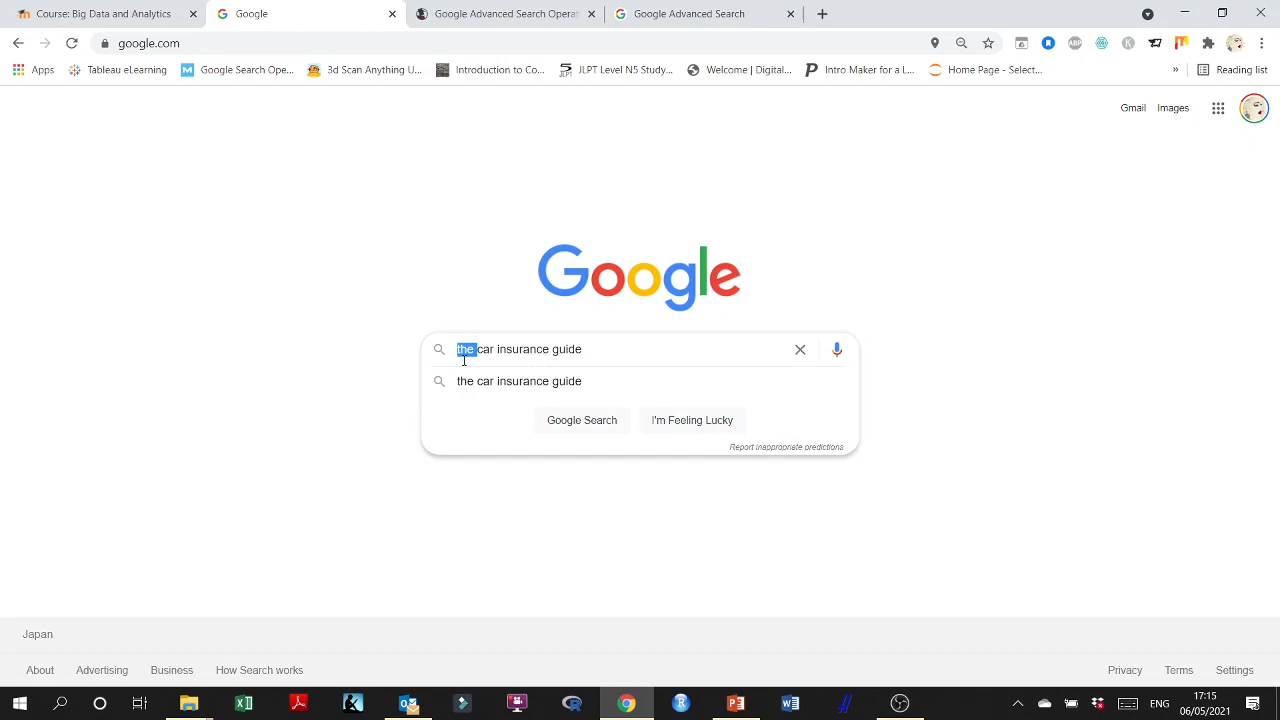 Course: Big Data and Analytics
Google
Google Advanced Search Operat
Google Advanced Search
google.com
Apps
Tableau eLearning
Google Search Ope...
3d Scan Anything U...
Introduction to Co...
JLPT Level N5 Study...
Welcome | Digital...
Intro Maker for a L...
Home Page - Select...
»
Reading list
Gmail
Images
Google
the car insurance guide
the car insurance guide
Google Search
I'm Feeling Lucky
Report inappropriate predictions
Japan
About
Advertising
Business
How Search works
Privacy
Terms
Settings
ENG
17:15
06/05/2021